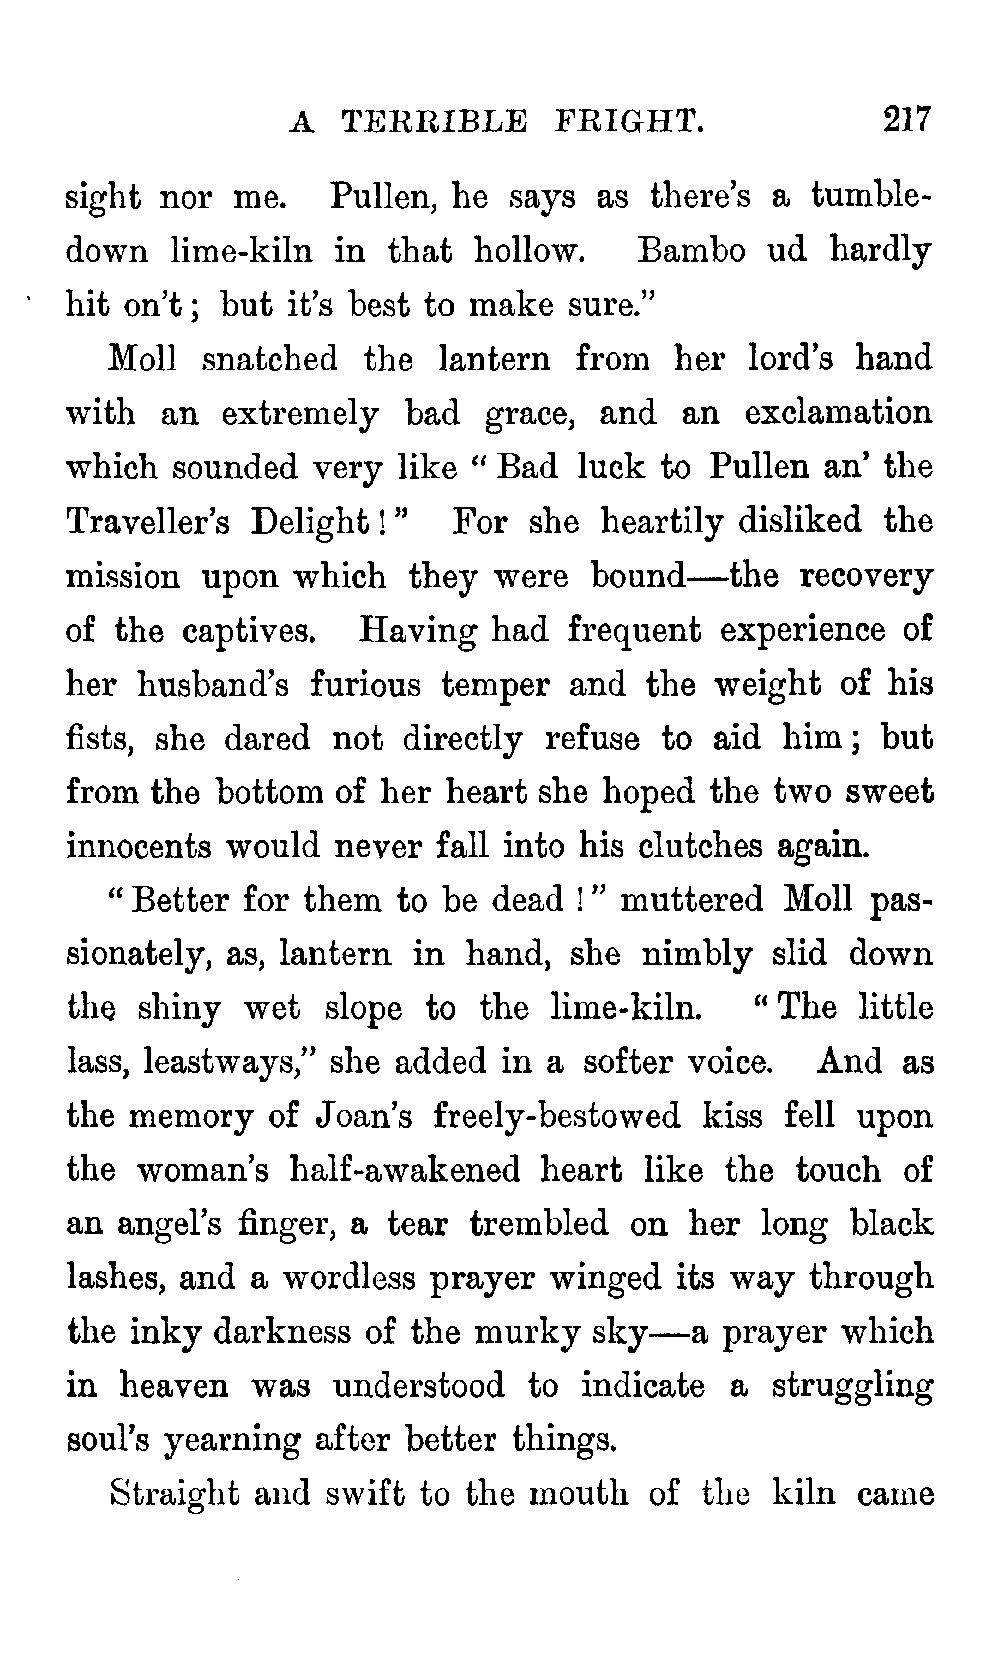 A TERRIBLE FRIGHT. 217
sight nor me. Pullen, he says as there's a tumble-
down lime-kiln in that hollow. Bambo ud hardly
hit on't; but it's best to make sure."
Moll snatched the lantern from her lord's hand
with an extremely bad grace, and an exclamation
which sounded very like "Bad luck to Pullen an' the
Traveller's Delight!" For she heartily disliked the
mission upon which they were bound—the recovery
of the captives. Having had frequent experience of
her husband's furious temper and the weight of his
fists, she dared not directly refuse to aid him; but
from the bottom of her heart she hoped the two sweet
innocents would never fall into his clutches again.
"Better for them to be dead!" muttered Moll pas-
sionately, as, lantern in hand, she nimbly slid down
the shiny wet slope to the lime-kiln. "The little
lass, leastways," she added in a softer voice. And as
the memory of Joan's freely-bestowed kiss fell upon
the woman's half-awakened heart like the touch of
an angel's finger, a tear trembled on her long black
lashes, and a wordless prayer winged its way through
the inky darkness of the murky sky—a prayer which
in heaven was understood to indicate a struggling
soul's yearning after better things.
Straight and swift to the mouth of the kiln came